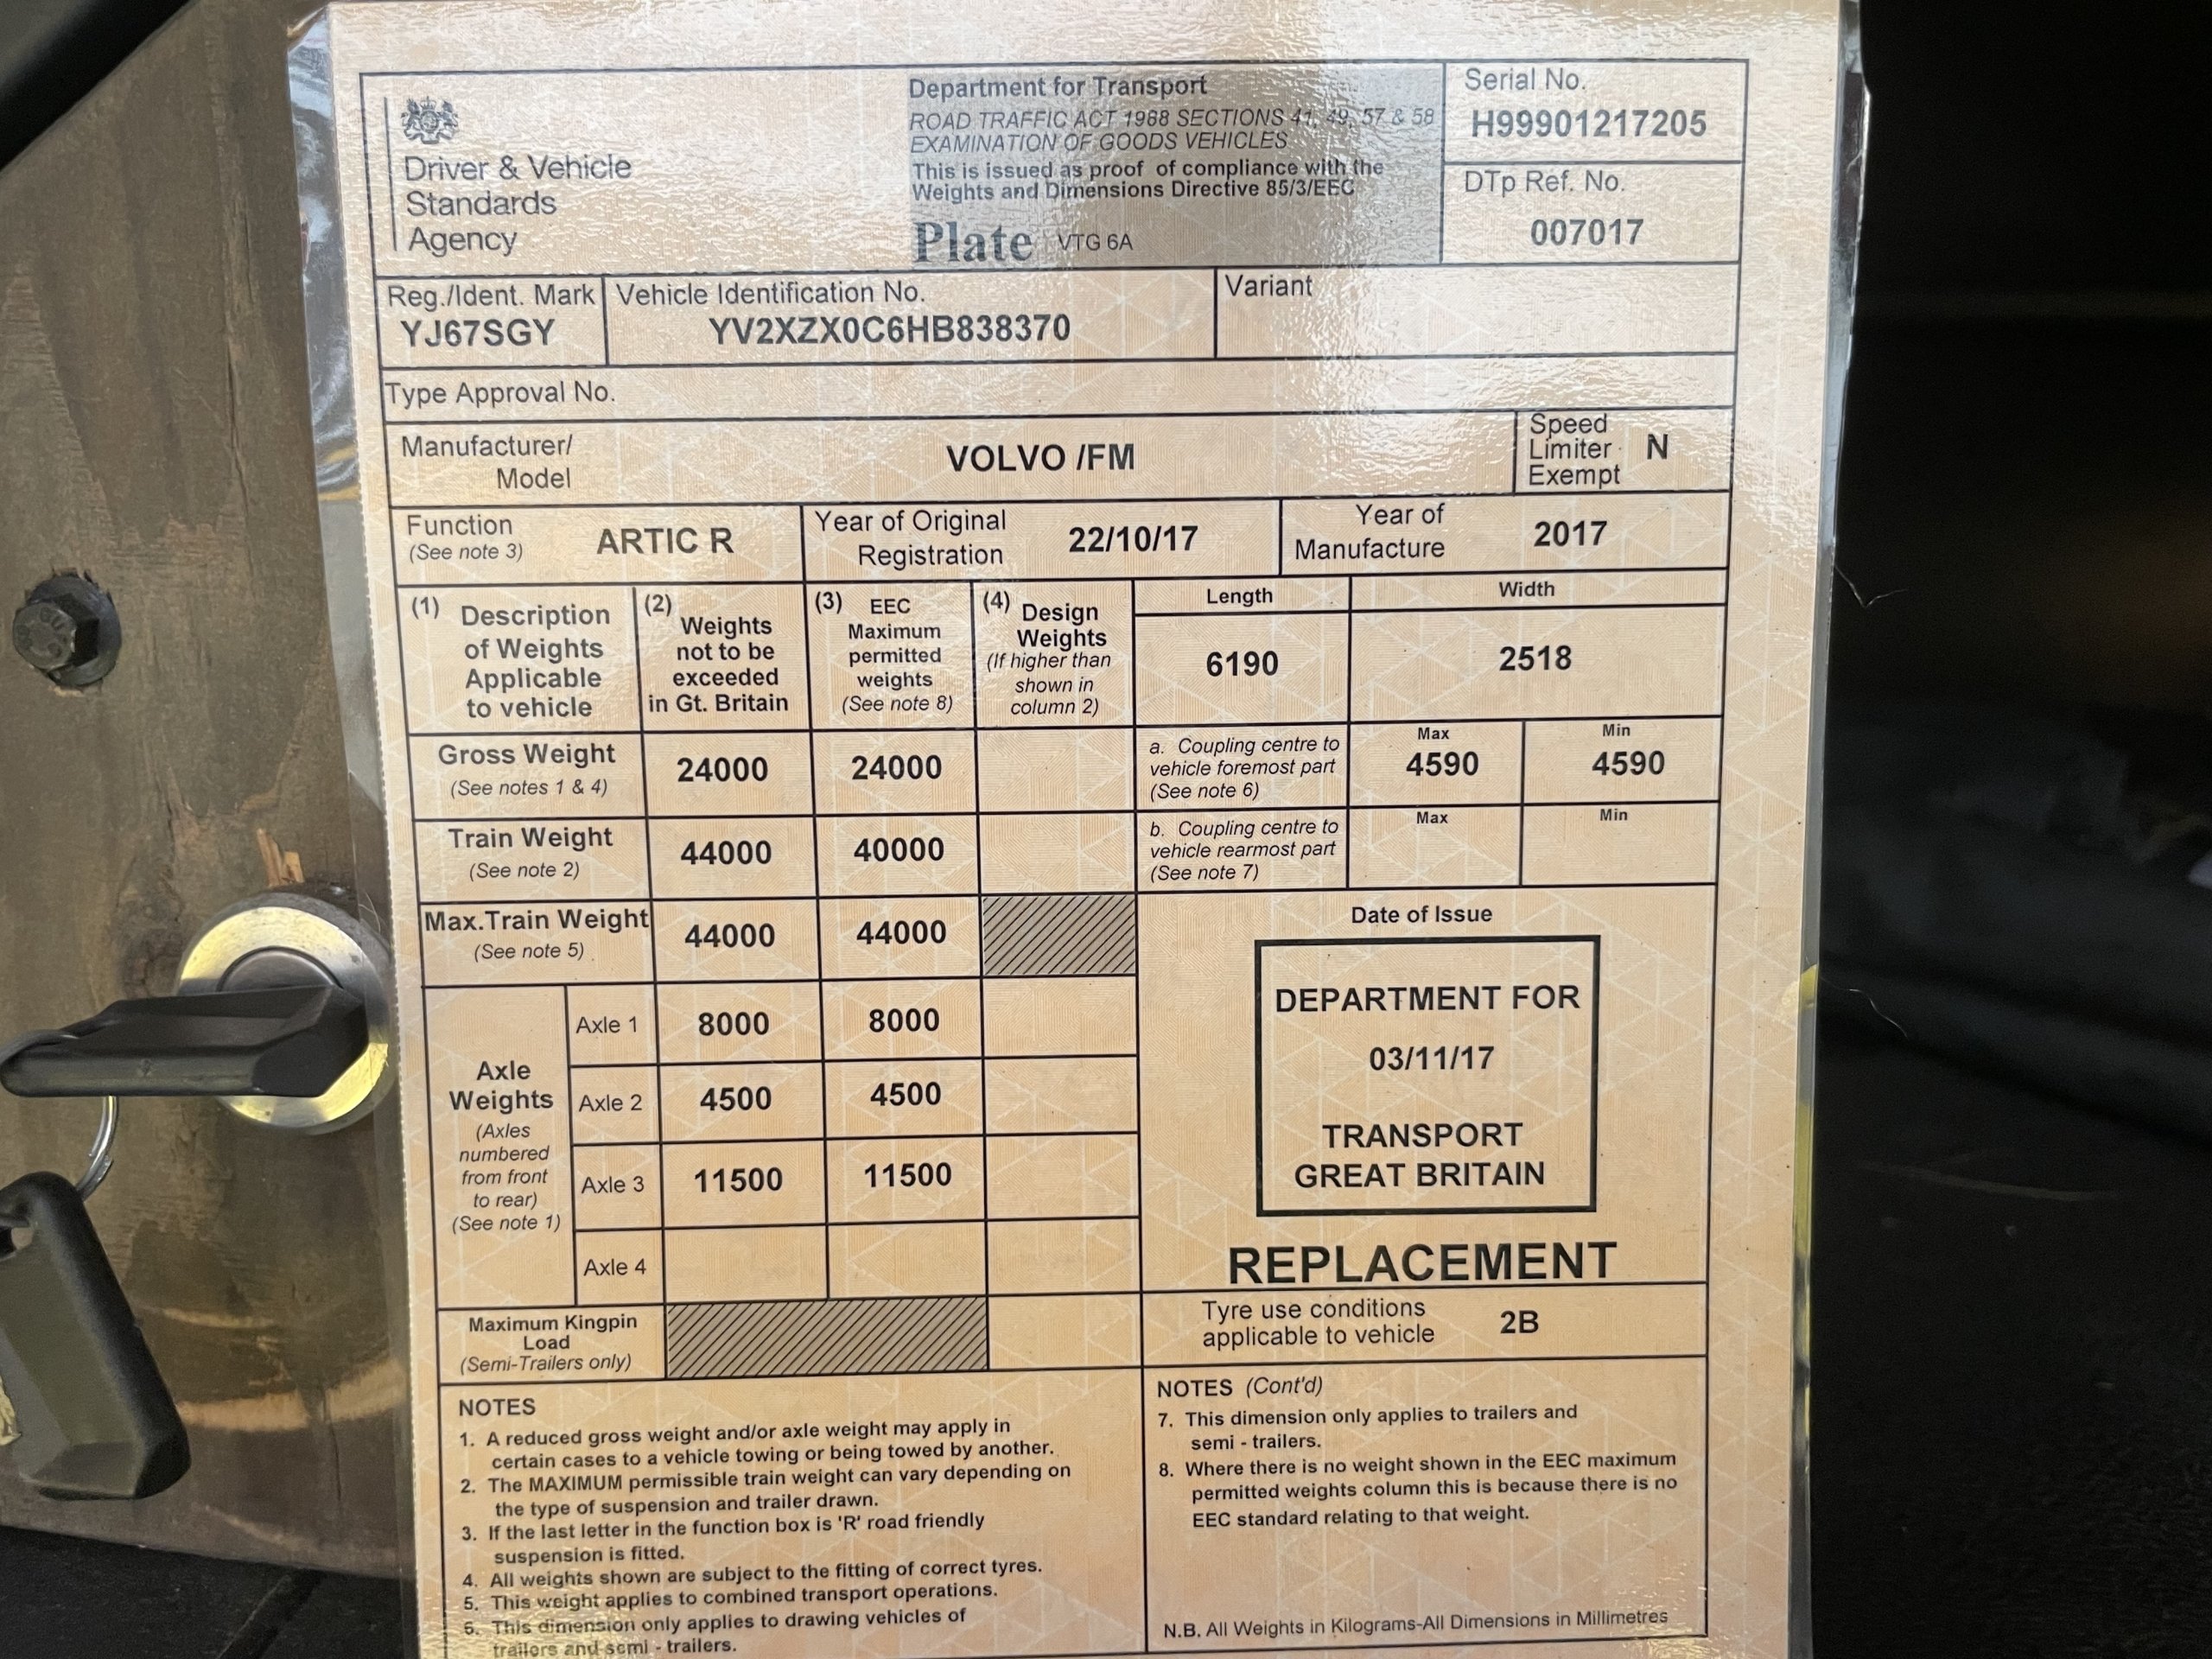 Driver & Vehicle
Standards
Agency
Department for Transport
ROAD TRAFFIC ACT 1988 SECTIONS 41, 49, 57 & 58
EXAMINATION OF GOODS VEHICLES
This is issued as proof of compliance with the
Weights and Dimensions Directive 85/3/EEC
Plate VTG 6A
Serial No.
H99901217205
DTp Ref. No.
007017
Reg./Ident. Mark
YJ67SGY
Vehicle Identification No.
YV2XZX0C6HB838370
Variant
Type Approval No.
Manufacturer/
Model
VOLVO /FM
Speed
Limiter
Exempt
N
Function
(See note 3)
ARTIC R
Year of Original
Registration
22/10/17
Year of
Manufacture
2017
(1) Description
of Weights
Applicable
to vehicle
(2) Weights
not to be
exceeded
in Gt. Britain
(3) EEC
Maximum
permitted
weights
(See note 8)
(4) Design
Weights
(If higher than
shown in
column 2)
Length
6190
Width
2518
Gross Weight
(See notes 1 & 4)
24000
24000
a. Coupling centre to
vehicle foremost part
(See note 6)
Max
4590
Min
4590
Train Weight
(See note 2)
44000
40000
b. Coupling centre to
vehicle rearmost part
(See note 7)
Max
Min
Max.Train Weight
(See note 5)
44000
44000
Date of Issue
DEPARTMENT FOR
03/11/17
TRANSPORT
GREAT BRITAIN
REPLACEMENT
Axle
Weights
(Axles
numbered
from front
to rear)
(See note 1)
Axle 1
8000
8000
Axle 2
4500
4500
Axle 3
11500
11500
Axle 4
Maximum Kingpin
Load
(Semi-Trailers only)
Tyre use conditions
applicable to vehicle
2B
NOTES
1. A reduced gross weight and/or axle weight may apply in
certain cases to a vehicle towing or being towed by another.
2. The MAXIMUM permissible train weight can vary depending on
the type of suspension and trailer drawn.
3. If the last letter in the function box is 'R' road friendly
suspension is fitted.
4. All weights shown are subject to the fitting of correct tyres.
5. This weight applies to combined transport operations.
6. This dimension only applies to drawing vehicles of
trailers and semi - trailers.
NOTES (Cont'd)
7. This dimension only applies to trailers and
semi - trailers.
8. Where there is no weight shown in the EEC maximum
permitted weights column this is because there is no
EEC standard relating to that weight.
N.B. All Weights in Kilograms-All Dimensions in Millimetres